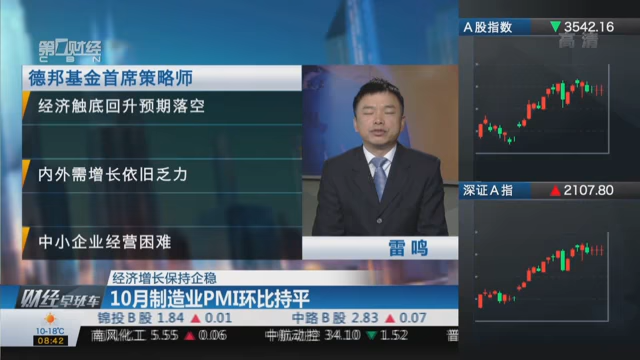 第一财经
CBN
德邦基金首席策略师
经济触底回升预期落空
内外需增长依旧乏力
中小企业经营困难
雷鸣
A股指数 ▼3542.16
高清
深证A指 ▲2107.80
经济增长保持企稳
财经早班车
10月制造业PMI环比持平
锦投B股 1.84 ▲0.01 中路B股 2.83 ▲0.07
10-18℃
08:42
南风化工 5.55 ▲0.06 中航动控 34.10 ▼1.52 普